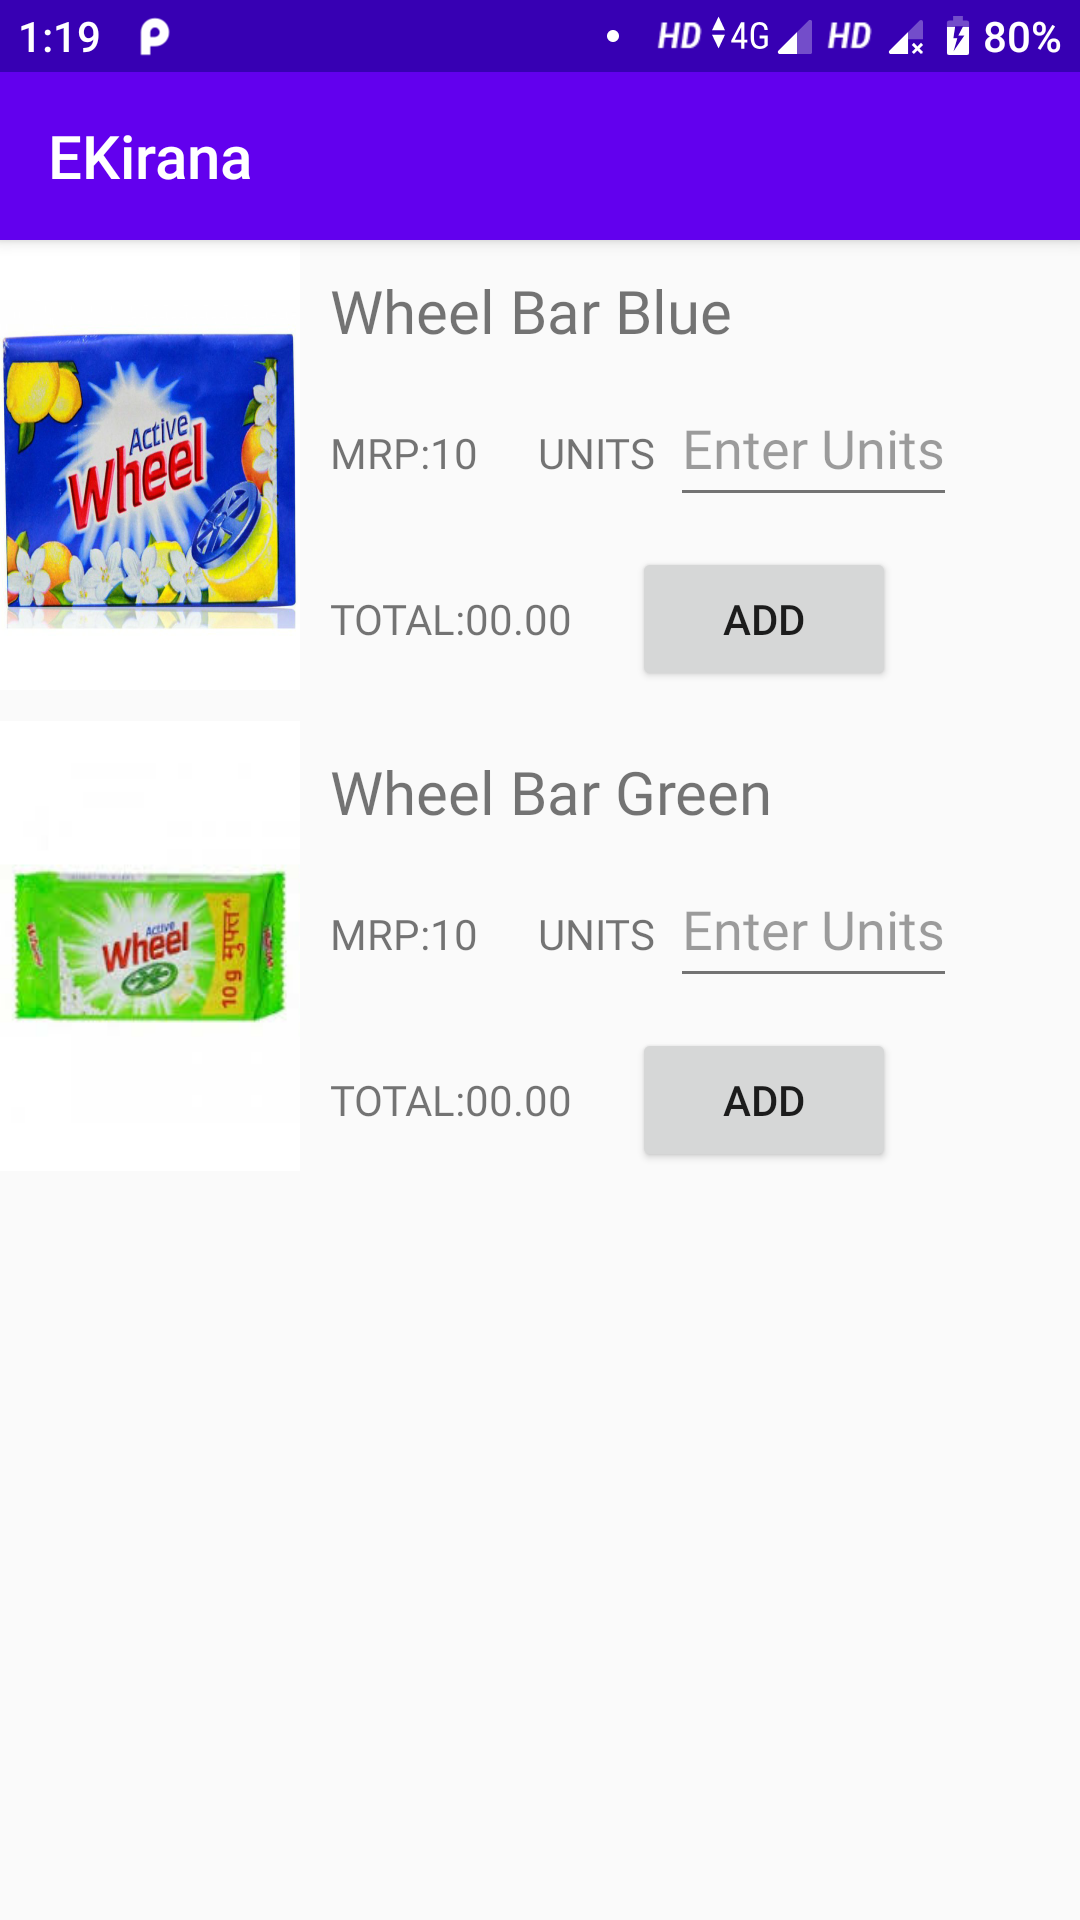 1:19 HD 4G HD 80%
EKirana
Wheel Bar Blue
Active
Wheel
MRP:10 UNITS Enter Units
TOTAL:00.00 ADD
Wheel Bar Green
Active
Wheel
10 g मुफ्त^
MRP:10 UNITS Enter Units
TOTAL:00.00 ADD